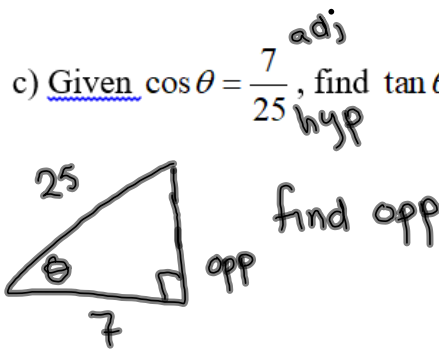 adj
c) Given cos θ = 7/25 , find tan θ
hyp
25
find opp
θ
opp
7